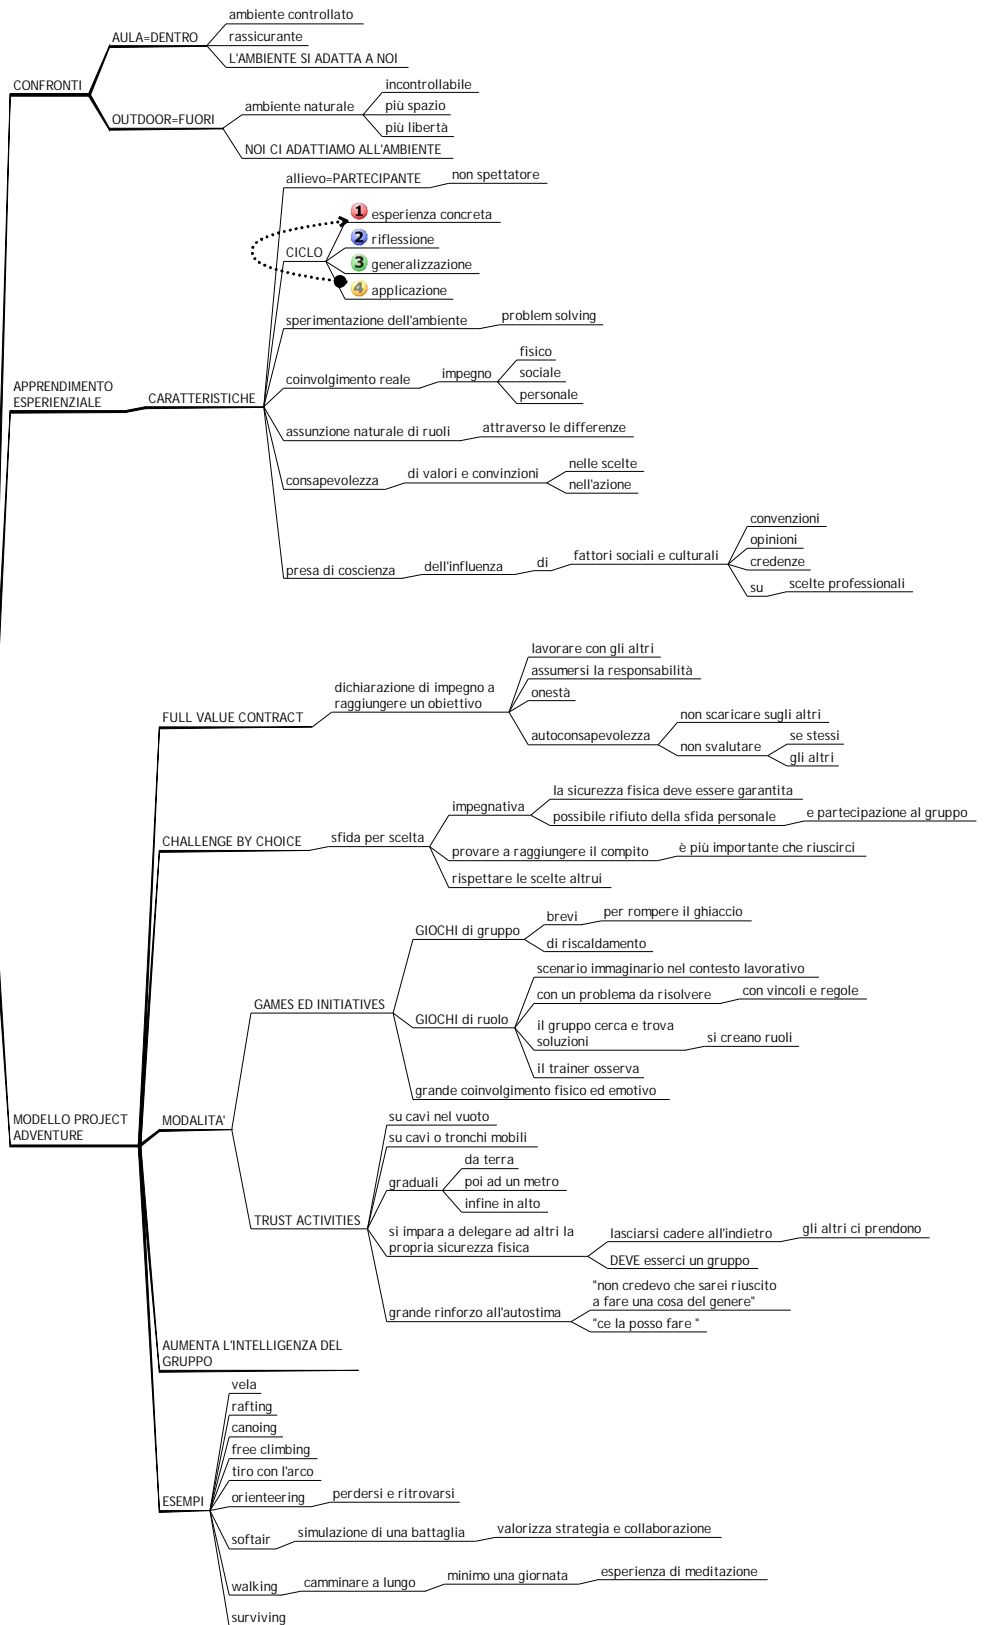 ambiente controllato
AULA=DENTRO
rassicurante
L'AMBIENTE SI ADATTA A NOI
CONFRONTI
incontrollabile
ambiente naturale
più spazio
OUTDOOR=FUORI
più libertà
NOI CI ADATTIAMO ALL'AMBIENTE
allievo=PARTECIPANTE
non spettatore
1 esperienza concreta
2 riflessione
CICLO
3 generalizzazione
4 applicazione
sperimentazione dell'ambiente
problem solving
fisico
coinvolgimento reale
impegno
sociale
personale
APPRENDIMENTO
ESPERIENZIALE
CARATTERISTICHE
assunzione naturale di ruoli
attraverso le differenze
consapevolezza
di valori e convinzioni
nelle scelte
nell'azione
presa di coscienza
dell'influenza
di
fattori sociali e culturali
convenzioni
opinioni
credenze
su
scelte professionali
FULL VALUE CONTRACT
dichiarazione di impegno a
raggiungere un obiettivo
lavorare con gli altri
assumersi la responsabilità
onestà
autoconsapevolezza
non scaricare sugli altri
non svalutare
se stessi
gli altri
CHALLENGE BY CHOICE
sfida per scelta
impegnativa
la sicurezza fisica deve essere garantita
possibile rifiuto della sfida personale
e partecipazione al gruppo
provare a raggiungere il compito
è più importante che riuscirci
rispettare le scelte altrui
MODELLO PROJECT
ADVENTURE
MODALITA'
GAMES ED INITIATIVES
GIOCHI di gruppo
brevi
per rompere il ghiaccio
di riscaldamento
GIOCHI di ruolo
scenario immaginario nel contesto lavorativo
con un problema da risolvere
con vincoli e regole
il gruppo cerca e trova
soluzioni
si creano ruoli
il trainer osserva
grande coinvolgimento fisico ed emotivo
TRUST ACTIVITIES
su cavi nel vuoto
su cavi o tronchi mobili
graduali
da terra
poi ad un metro
infine in alto
si impara a delegare ad altri la
propria sicurezza fisica
lasciarsi cadere all'indietro
gli altri ci prendono
DEVE esserci un gruppo
grande rinforzo all'autostima
"non credevo che sarei riuscito
a fare una cosa del genere"
"ce la posso fare "
AUMENTA L'INTELLIGENZA DEL
GRUPPO
ESEMPI
vela
rafting
canoing
free climbing
tiro con l'arco
orienteering
perdersi e ritrovarsi
softair
simulazione di una battaglia
valorizza strategia e collaborazione
walking
camminare a lungo
minimo una giornata
esperienza di meditazione
surviving